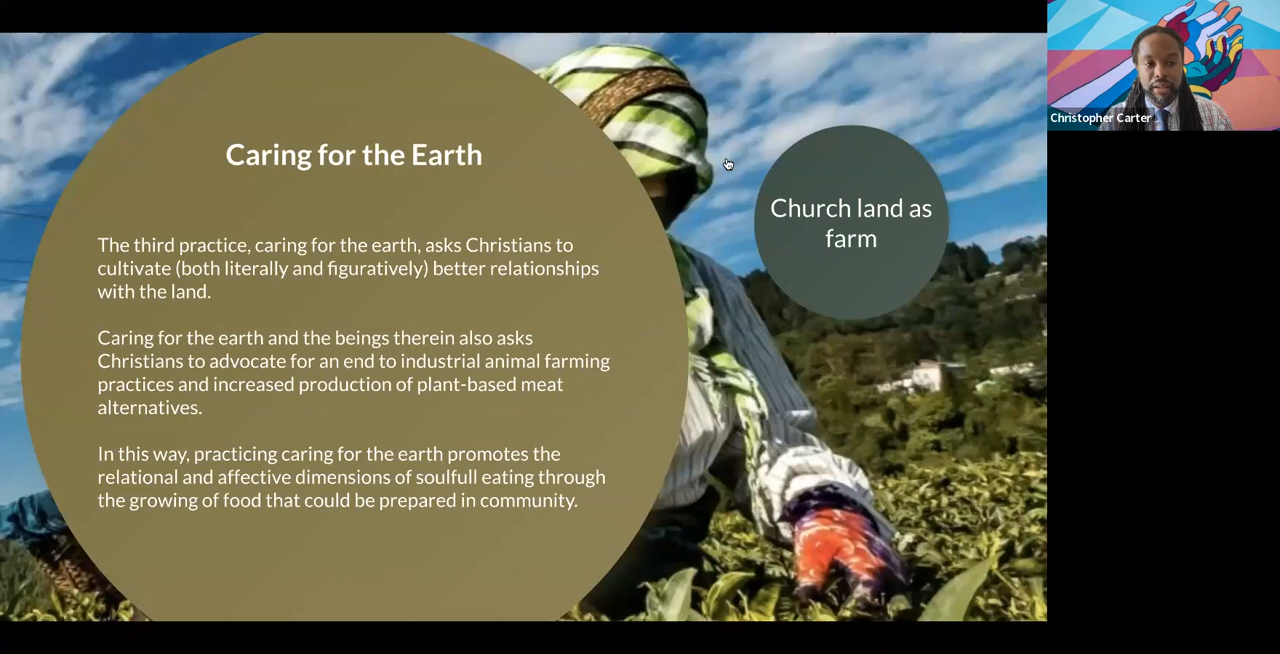 Caring for the Earth
The third practice, caring for the earth, asks Christians to
cultivate (both literally and figuratively) better relationships
with the land.
Caring for the earth and the beings therein also asks
Christians to advocate for an end to industrial animal farming
practices and increased production of plant-based meat
alternatives.
In this way, practicing caring for the earth promotes the
relational and affective dimensions of soulfull eating through
the growing of food that could be prepared in community.
Church land as
farm
Christopher Carter